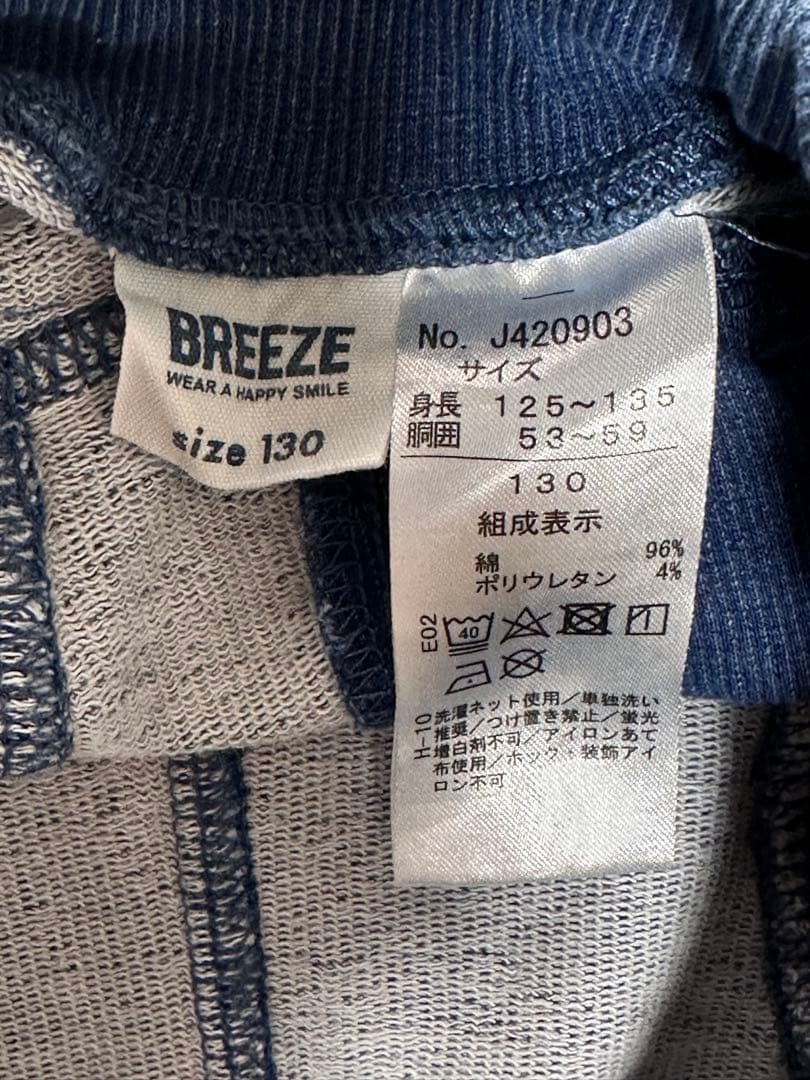 BREEZE
WEAR A HAPPY SMILE
size 130
No. J420903
サイズ
身長 125～135
胴囲 53～59
130
組成表示
綿 96%
ポリウレタン 4%
E02
40
H-10
洗濯ネット使用／単独洗い
推奨／つけ置き禁止／蛍光
増白剤不可／アイロンあて
布使用／ホック・装飾アイ
ロン不可